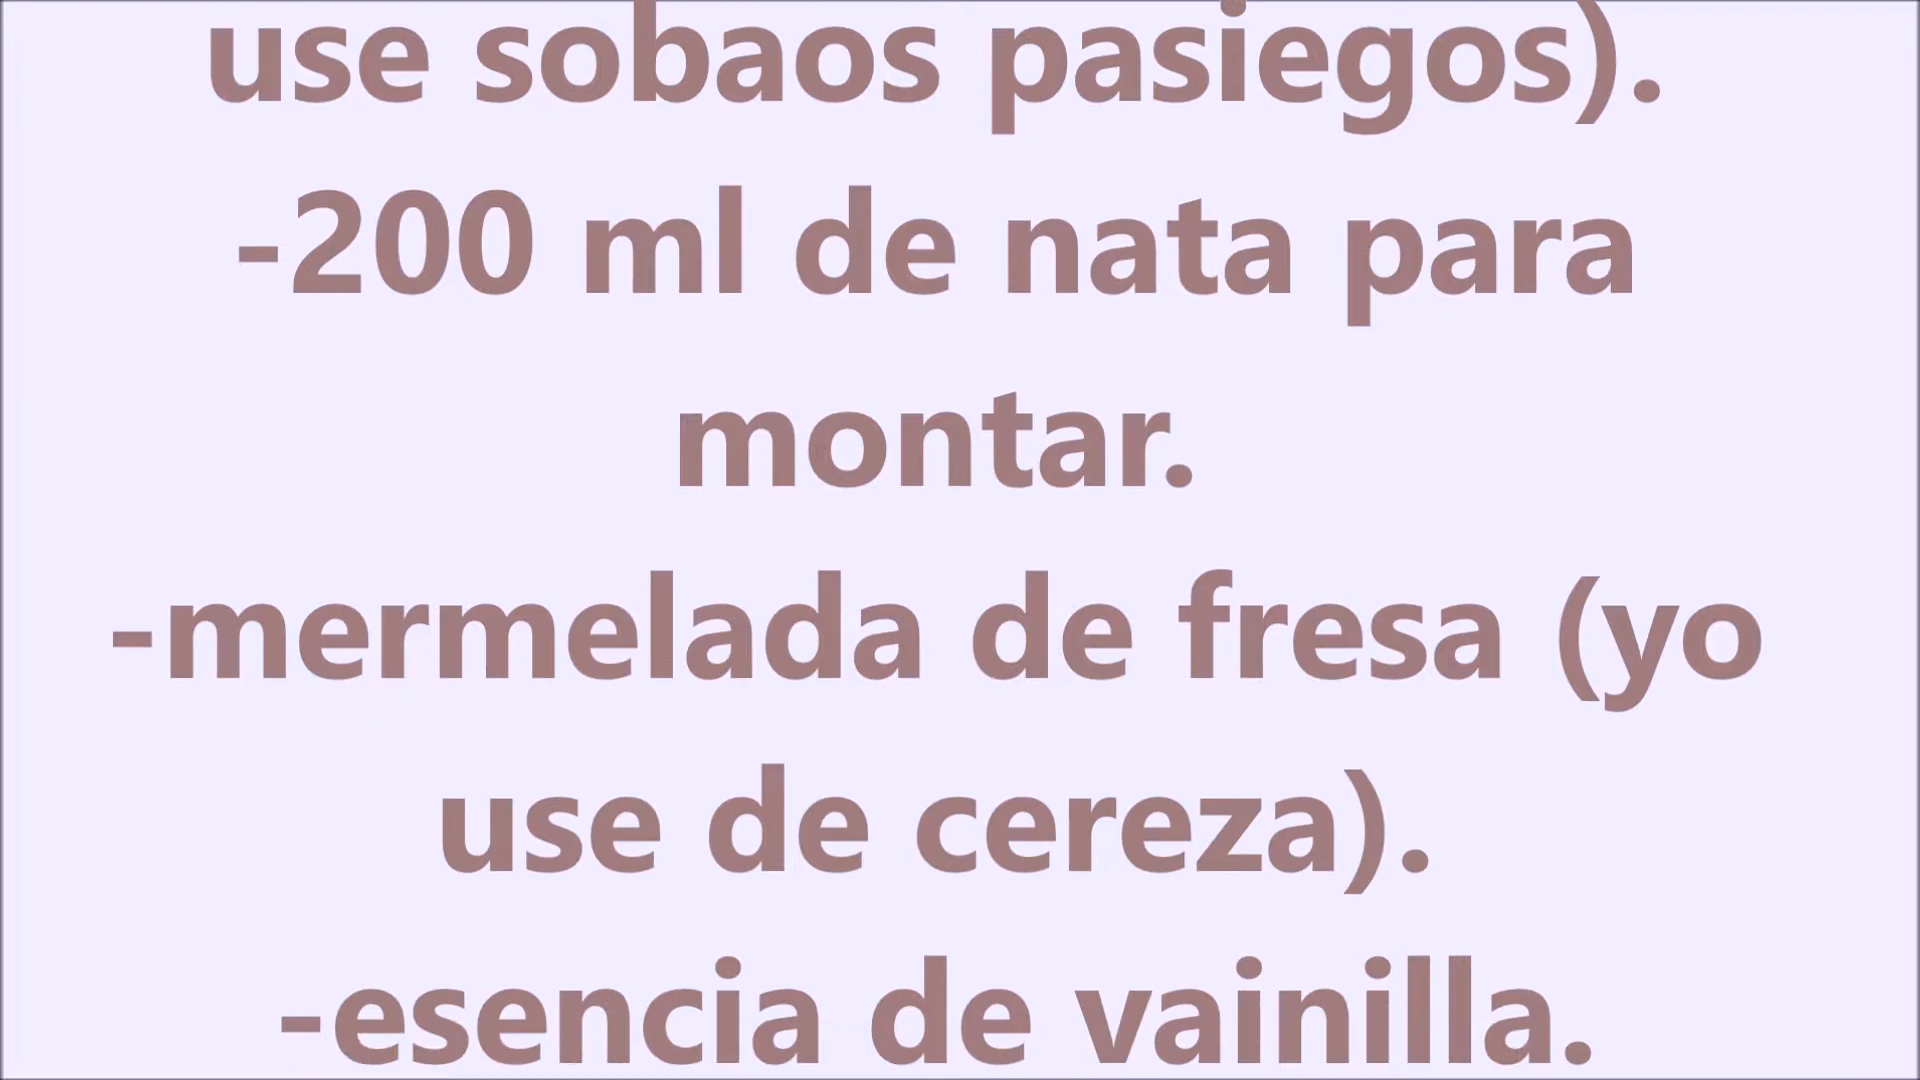 use sobaos pasiegos).
-200 ml de nata para
montar.
-mermelada de fresa (yo
use de cereza).
-esencia de vainilla.